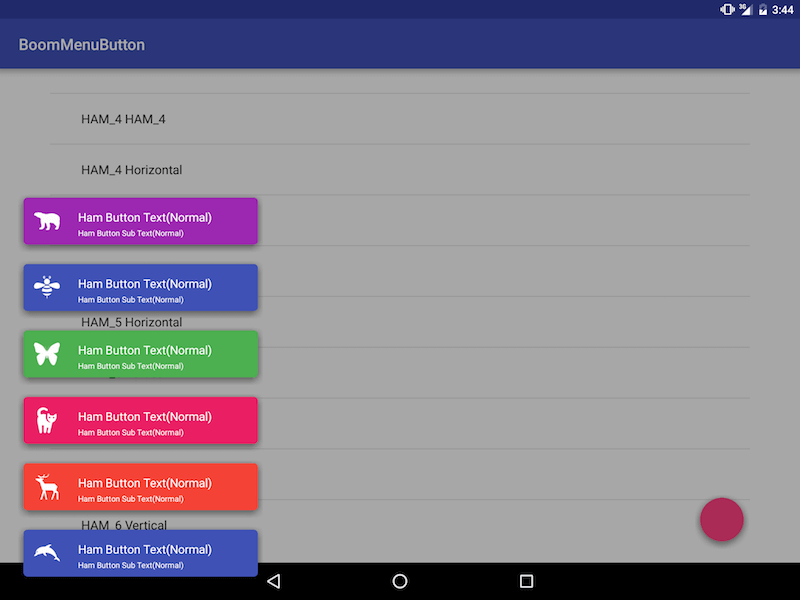 3G 3:44
BoomMenuButton
HAM_4 HAM_4
HAM_4 Horizontal
Ham Button Text(Normal)
Ham Button Sub Text(Normal)
Ham Button Text(Normal)
Ham Button Sub Text(Normal)
HAM_5 Horizontal
Ham Button Text(Normal)
Ham Button Sub Text(Normal)
Ham Button Text(Normal)
Ham Button Sub Text(Normal)
Ham Button Text(Normal)
Ham Button Sub Text(Normal)
HAM_6 Vertical
Ham Button Text(Normal)
Ham Button Sub Text(Normal)